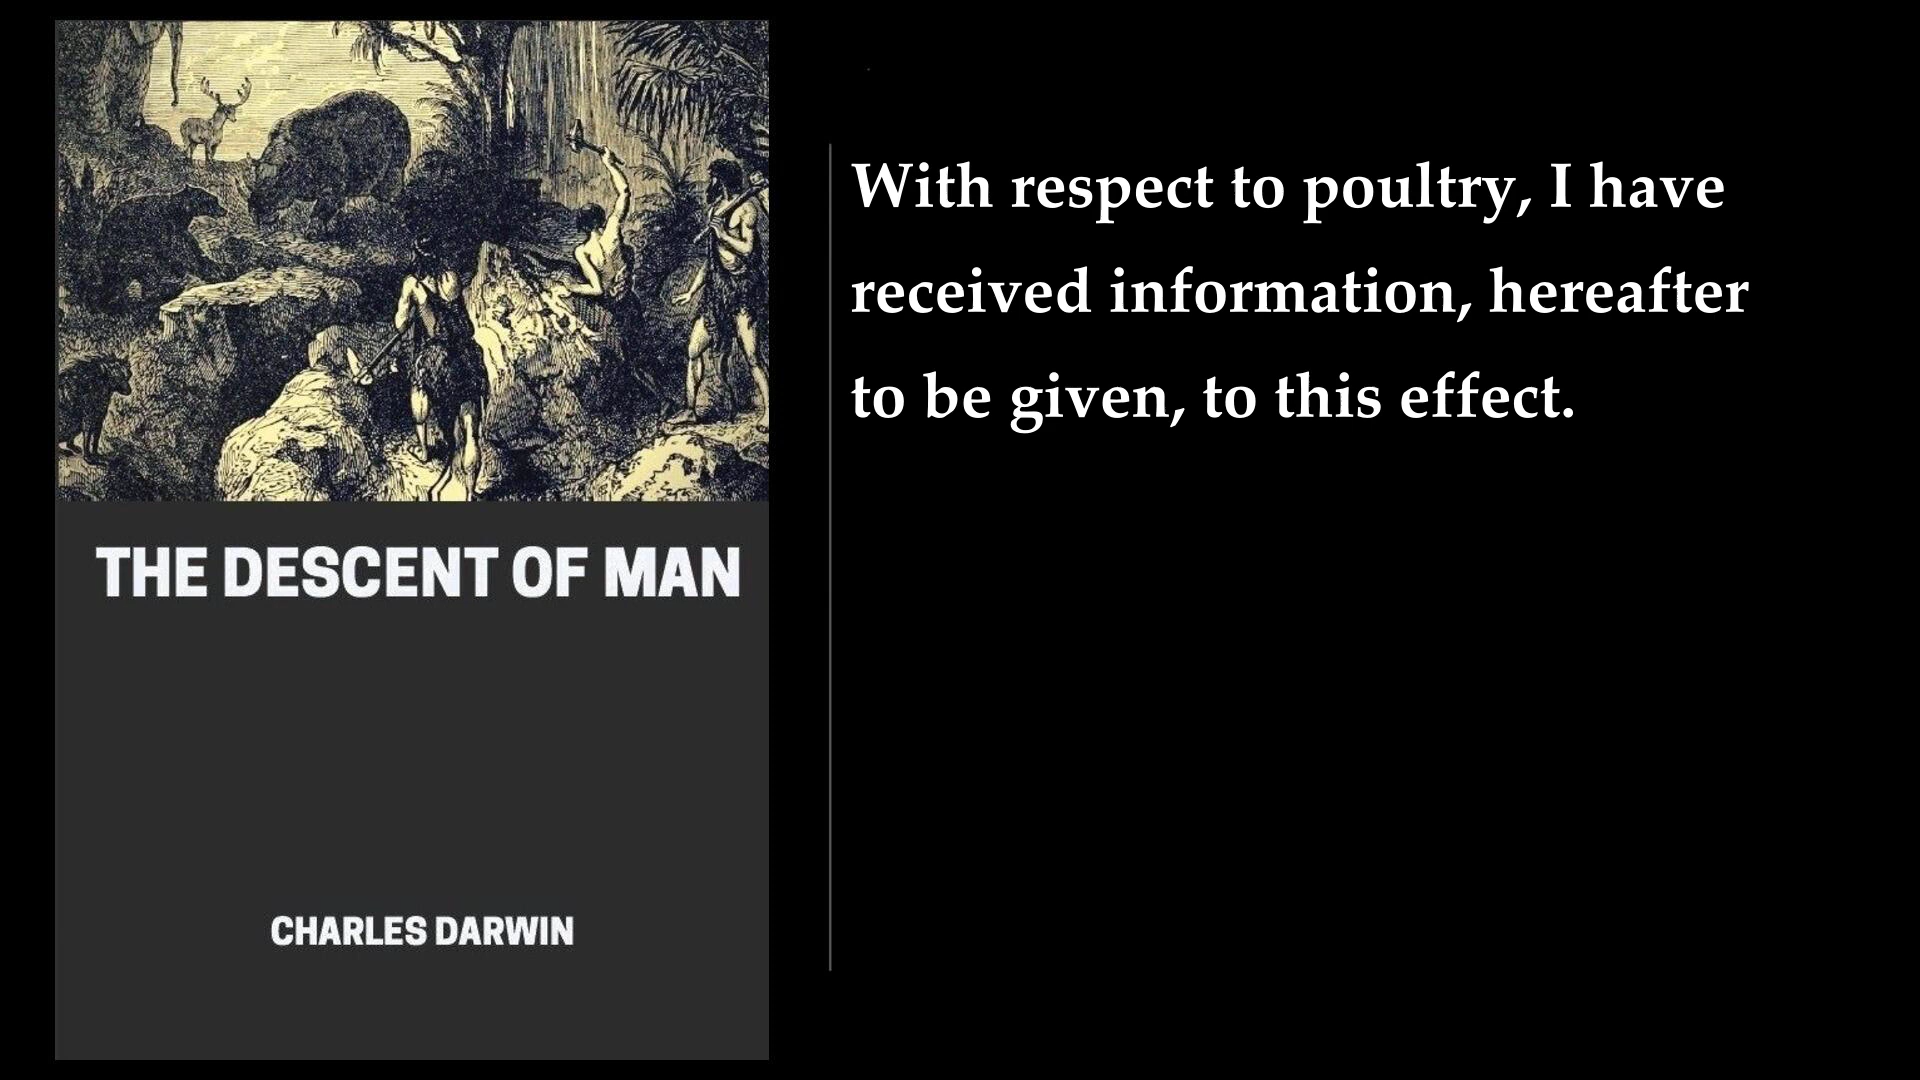 THE DESCENT OF MAN
CHARLES DARWIN
With respect to poultry, I have
received information, hereafter
to be given, to this effect.